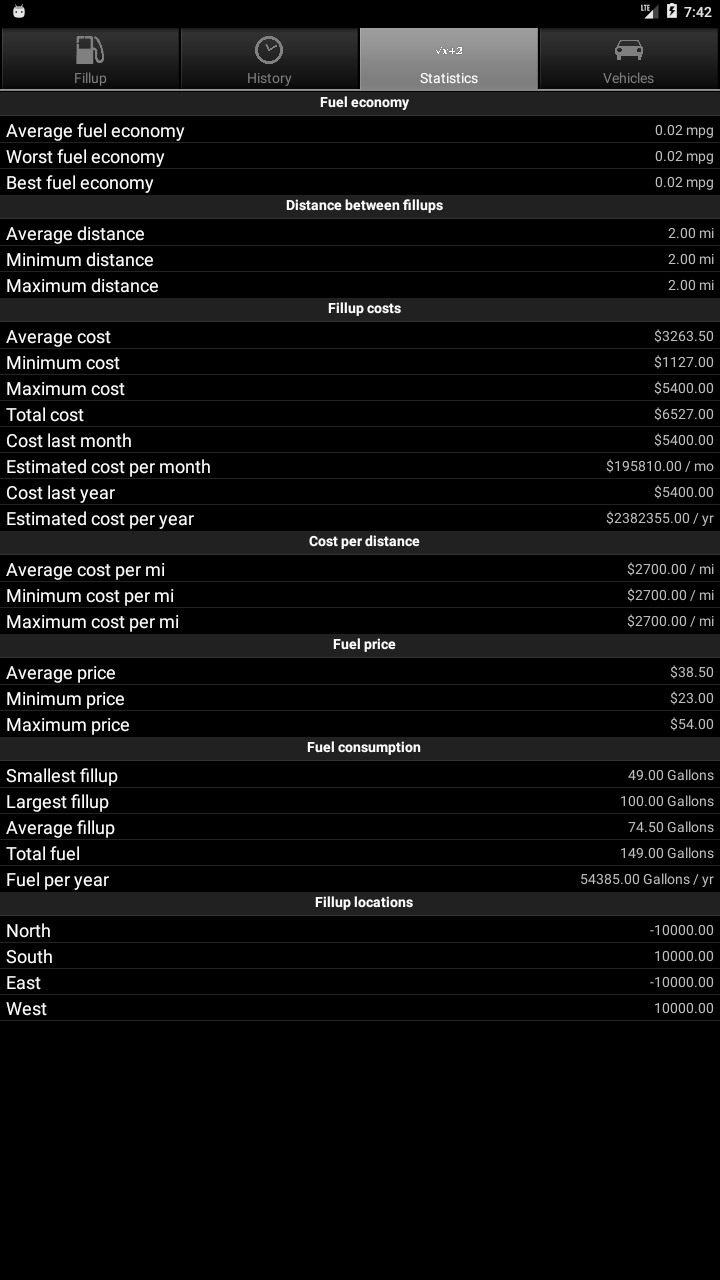 LTE 7:42
Fillup History √x+2 Statistics Vehicles
Fuel economy
Average fuel economy 0.02 mpg
Worst fuel economy 0.02 mpg
Best fuel economy 0.02 mpg
Distance between fillups
Average distance 2.00 mi
Minimum distance 2.00 mi
Maximum distance 2.00 mi
Fillup costs
Average cost $3263.50
Minimum cost $1127.00
Maximum cost $5400.00
Total cost $6527.00
Cost last month $5400.00
Estimated cost per month $195810.00 / mo
Cost last year $5400.00
Estimated cost per year $2382355.00 / yr
Cost per distance
Average cost per mi $2700.00 / mi
Minimum cost per mi $2700.00 / mi
Maximum cost per mi $2700.00 / mi
Fuel price
Average price $38.50
Minimum price $23.00
Maximum price $54.00
Fuel consumption
Smallest fillup 49.00 Gallons
Largest fillup 100.00 Gallons
Average fillup 74.50 Gallons
Total fuel 149.00 Gallons
Fuel per year 54385.00 Gallons / yr
Fillup locations
North -10000.00
South 10000.00
East -10000.00
West 10000.00